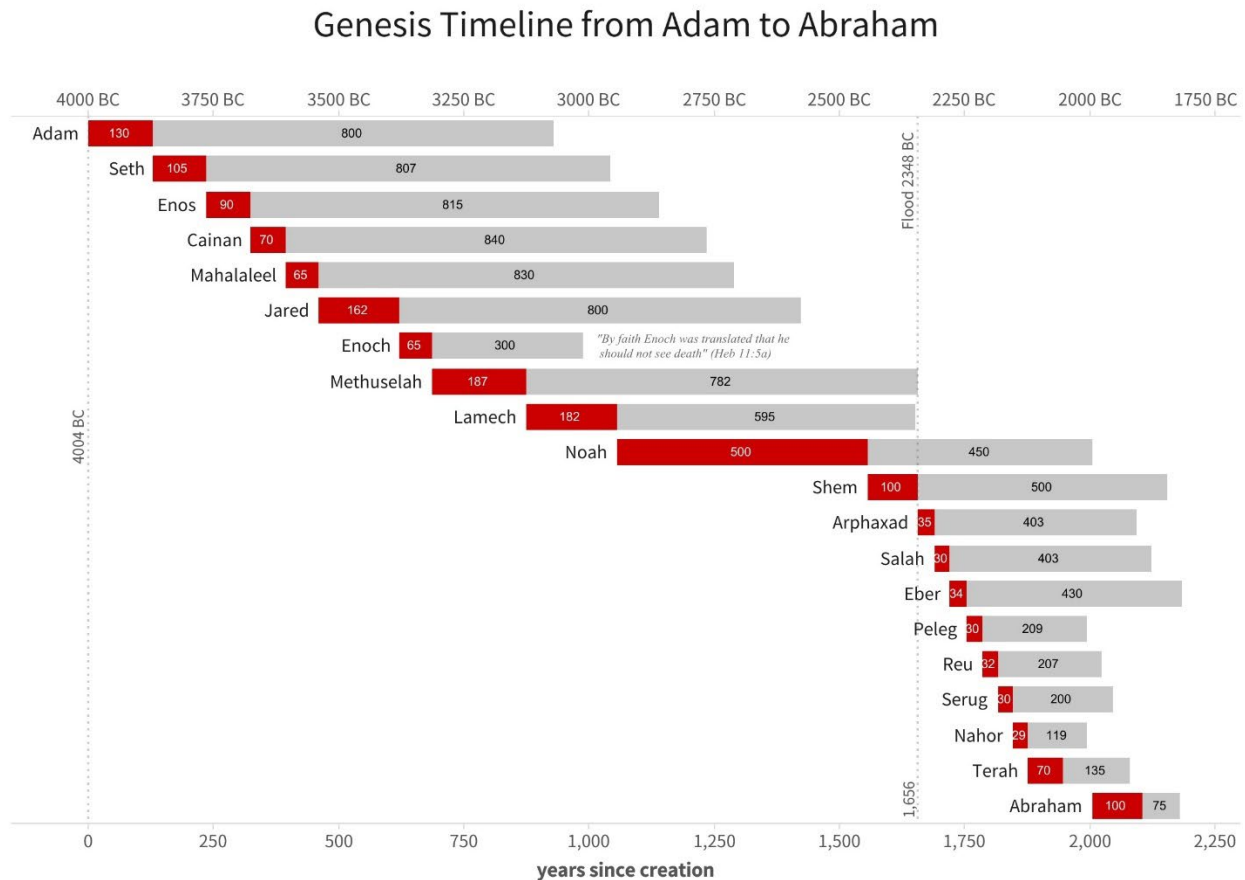 Genesis Timeline from Adam to Abraham
4000 BC 3750 BC 3500 BC 3250 BC 3000 BC 2750 BC 2500 BC 2250 BC 2000 BC 1750 BC
Adam 130 800
Seth 105 807
Enos 90 815
Cainan 70 840
Mahalaleel 65 830
Jared 162 800
Enoch 65 300
"By faith Enoch was translated that he
should not see death" (Heb 11:5a)
Methuselah 187 782
Lamech 182 595
Noah 500 450
Shem 100 500
Arphaxad 35 403
Salah 30 403
Eber 34 430
Peleg 30 209
Reu 32 207
Serug 30 200
Nahor 29 119
Terah 70 135
Abraham 100 75
4004 BC
Flood 2348 BC
1,656
0 250 500 750 1,000 1,250 1,500 1,750 2,000 2,250
years since creation